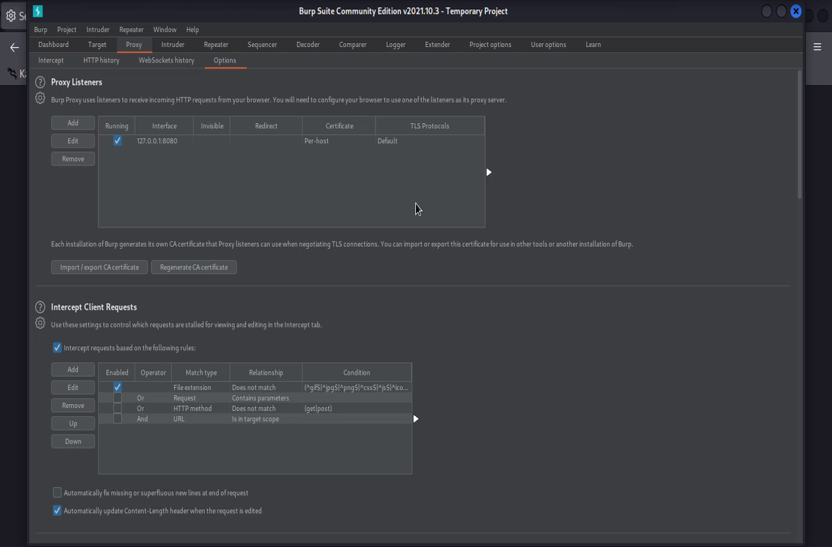 Burp Suite Community Edition v2021.10.3 - Temporary Project
Burp Project Intruder Repeater Window Help
Dashboard Target Proxy Intruder Repeater Sequencer Decoder Comparer Logger Extender Project options User options Learn
Intercept HTTP history WebSockets history Options
Proxy Listeners
Burp Proxy uses listeners to receive incoming HTTP requests from your browser. You will need to configure your browser to use one of the listeners as its proxy server.
Add
Running Interface Invisible Redirect Certificate TLS Protocols
Edit
127.0.0.1:8080 Per-host Default
Remove
Each installation of Burp generates its own CA certificate that Proxy listeners can use when negotiating TLS connections. You can import or export this certificate for use in other tools or another installation of Burp.
Import / export CA certificate Regenerate CA certificate
Intercept Client Requests
Use these settings to control which requests are stalled for viewing and editing in the Intercept tab.
Intercept requests based on the following rules:
Add
Enabled Operator Match type Relationship Condition
Edit
File extension Does not match (^gif$|^jpg$|^png$|^css$|^js$|^ico...
Or Request Contains parameters
Remove
Or HTTP method Does not match (get|post)
And URL Is in target scope
Up
Down
Automatically fix missing or superfluous new lines at end of request
Automatically update Content-Length header when the request is edited